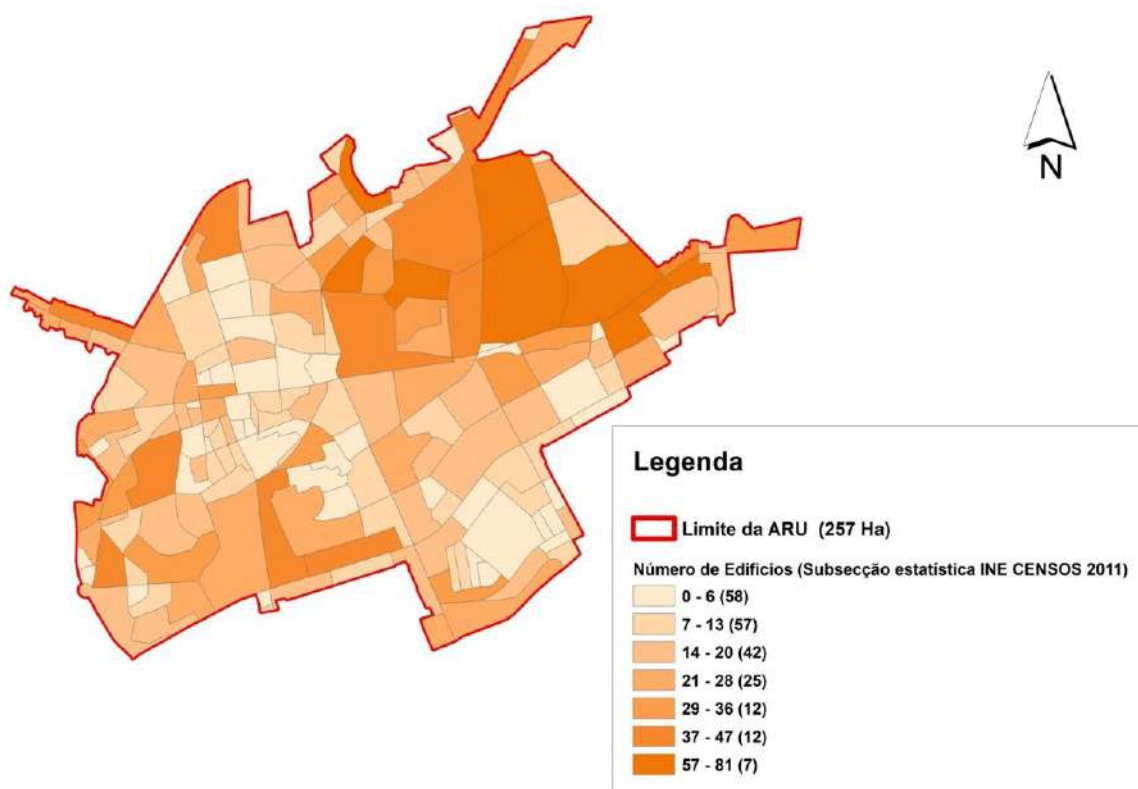 N
Legenda
Limite da ARU (257 Ha)
Número de Edificios (Subsecção estatística INE CENSOS 2011)
0 - 6 (58)
7 - 13 (57)
14 - 20 (42)
21 - 28 (25)
29 - 36 (12)
37 - 47 (12)
57 - 81 (7)